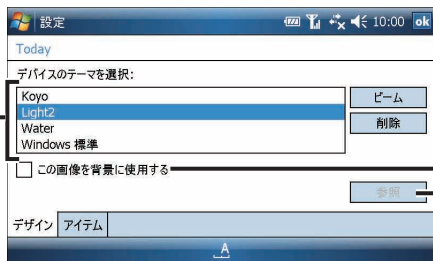 設定 10:00 ok
Today
デバイスのテーマを選択:
Koyo
Light2
Water
Windows 標準
ビーム
削除
この画像を背景に使用する
参照
デザイン アイテム
A